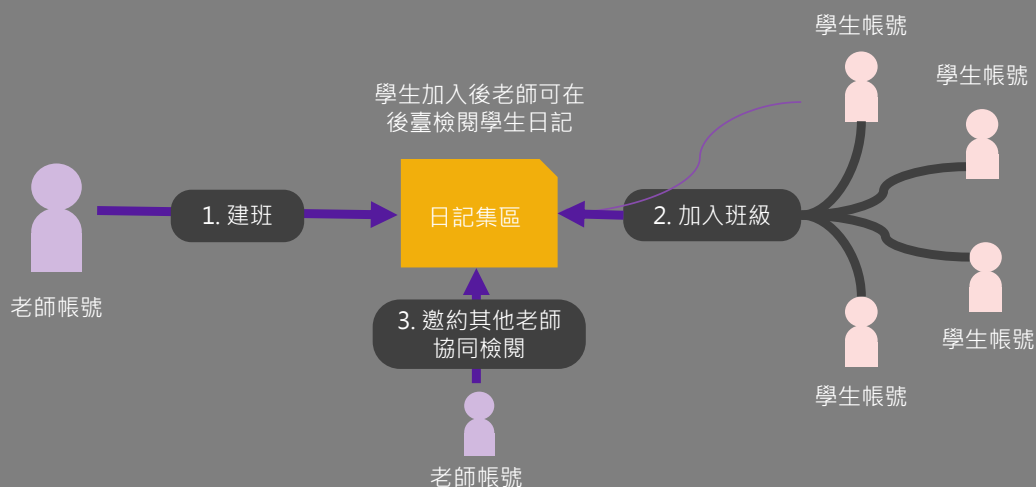 學生帳號
學生帳號
學生加入後老師可在
後臺檢閱學生日記
1. 建班
日記集區
2. 加入班級
老師帳號
3. 邀約其他老師
協同檢閱
學生帳號
學生帳號
老師帳號